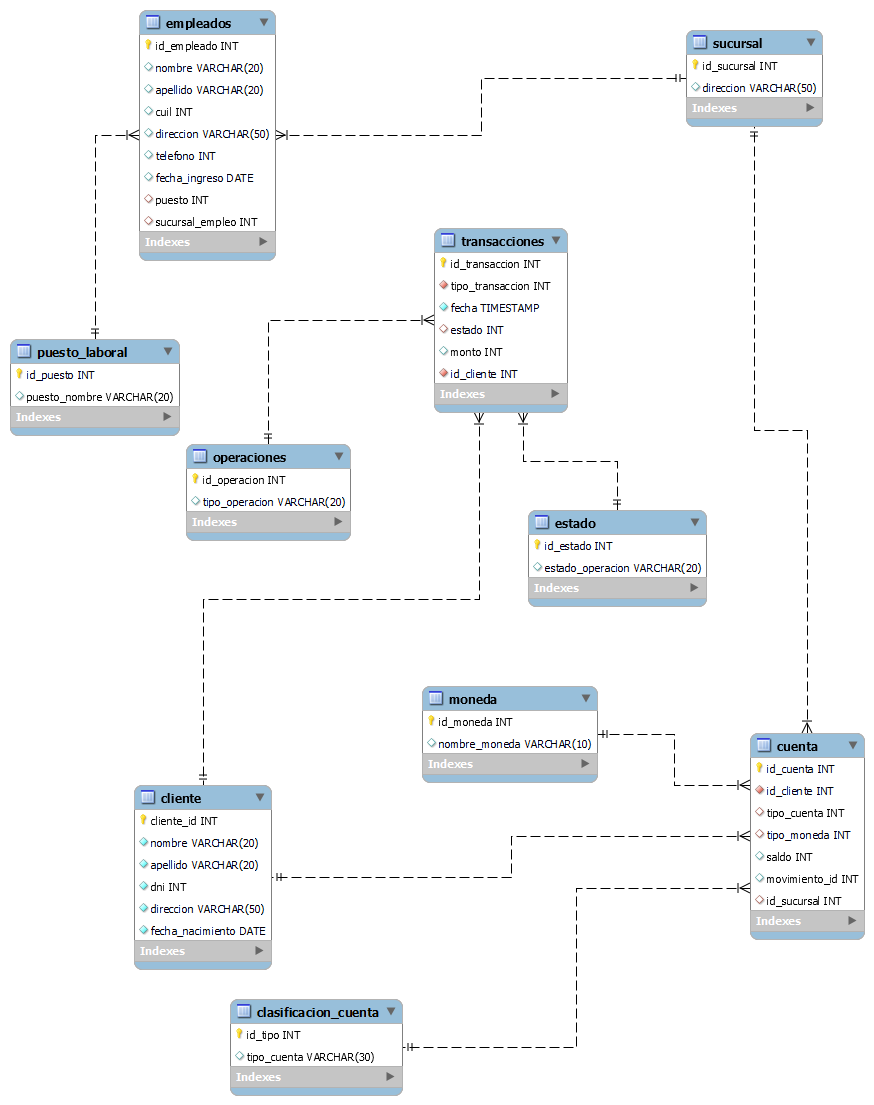 empleados
id_empleado INT
nombre VARCHAR(20)
apellido VARCHAR(20)
cuil INT
direccion VARCHAR(50)
telefono INT
fecha_ingreso DATE
puesto INT
sucursal_empleo INT
Indexes
sucursal
id_sucursal INT
direccion VARCHAR(50)
Indexes
transacciones
id_transaccion INT
tipo_transaccion INT
fecha TIMESTAMP
estado INT
monto INT
id_cliente INT
Indexes
puesto_laboral
id_puesto INT
puesto_nombre VARCHAR(20)
Indexes
operaciones
id_operacion INT
tipo_operacion VARCHAR(20)
Indexes
estado
id_estado INT
estado_operacion VARCHAR(20)
Indexes
moneda
id_moneda INT
nombre_moneda VARCHAR(10)
Indexes
cuenta
id_cuenta INT
id_cliente INT
tipo_cuenta INT
tipo_moneda INT
saldo INT
movimiento_id INT
id_sucursal INT
Indexes
cliente
cliente_id INT
nombre VARCHAR(20)
apellido VARCHAR(20)
dni INT
direccion VARCHAR(50)
fecha_nacimiento DATE
Indexes
clasificacion_cuenta
id_tipo INT
tipo_cuenta VARCHAR(30)
Indexes